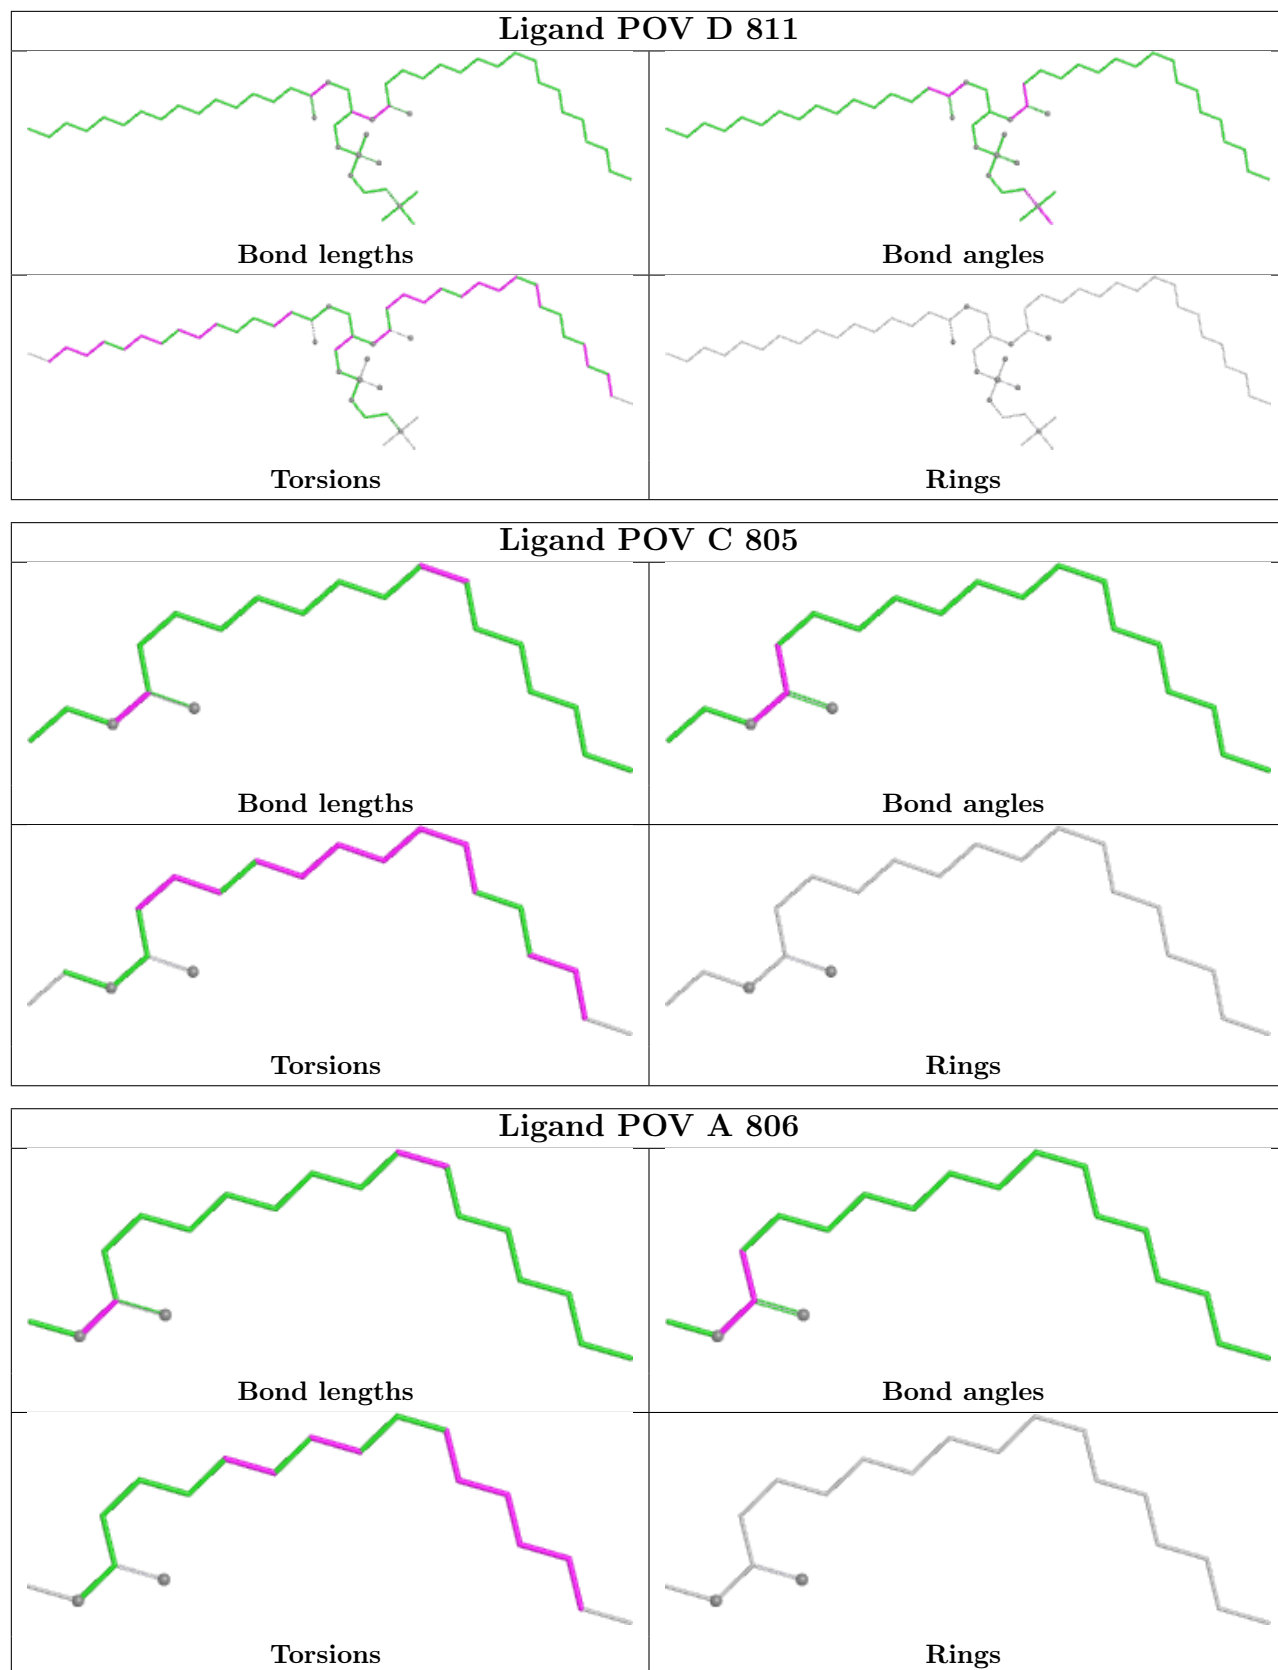 Ligand POV D 811
Bond lengths
Bond angles
Torsions
Rings
Ligand POV C 805
Bond lengths
Bond angles
Torsions
Rings
Ligand POV A 806
Bond lengths
Bond angles
Torsions
Rings